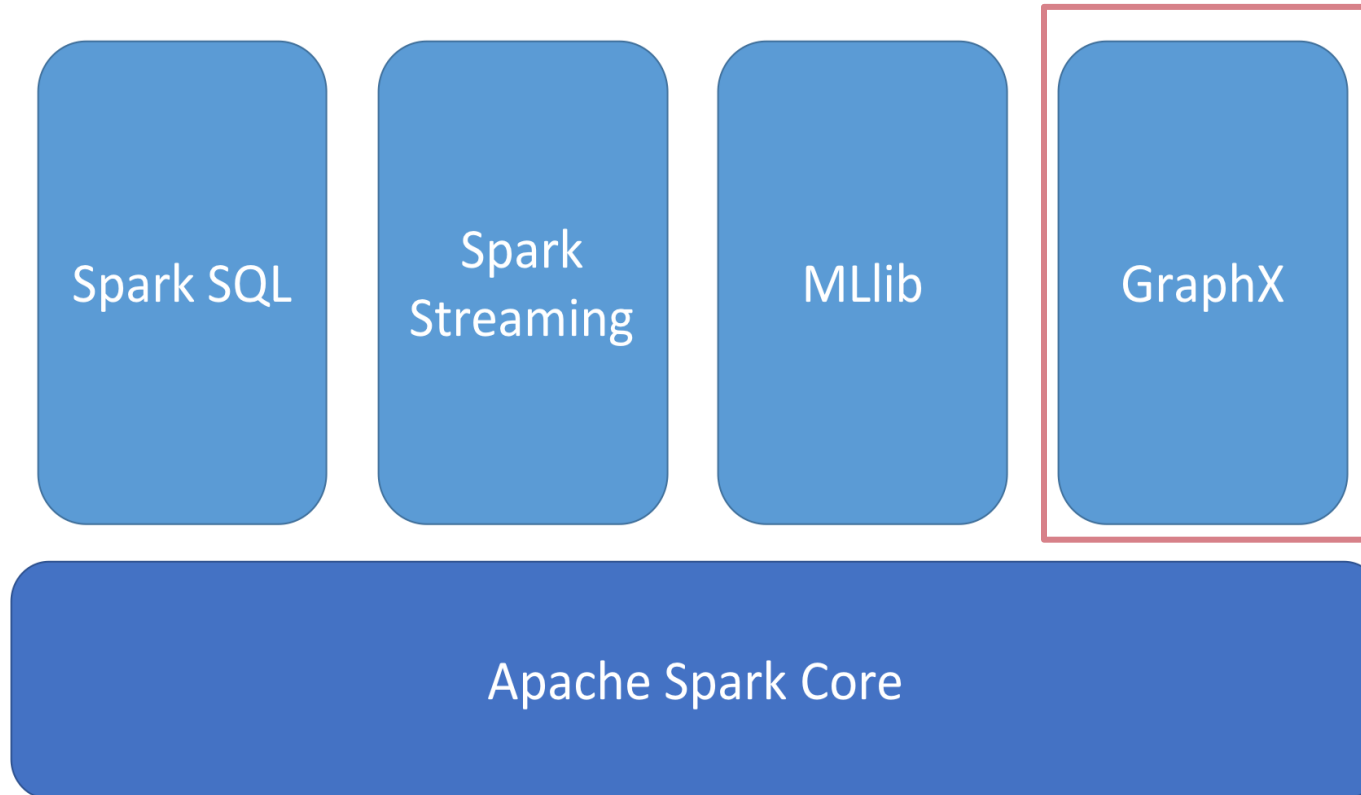 Spark SQL
Spark
Streaming
MLlib
GraphX
Apache Spark Core